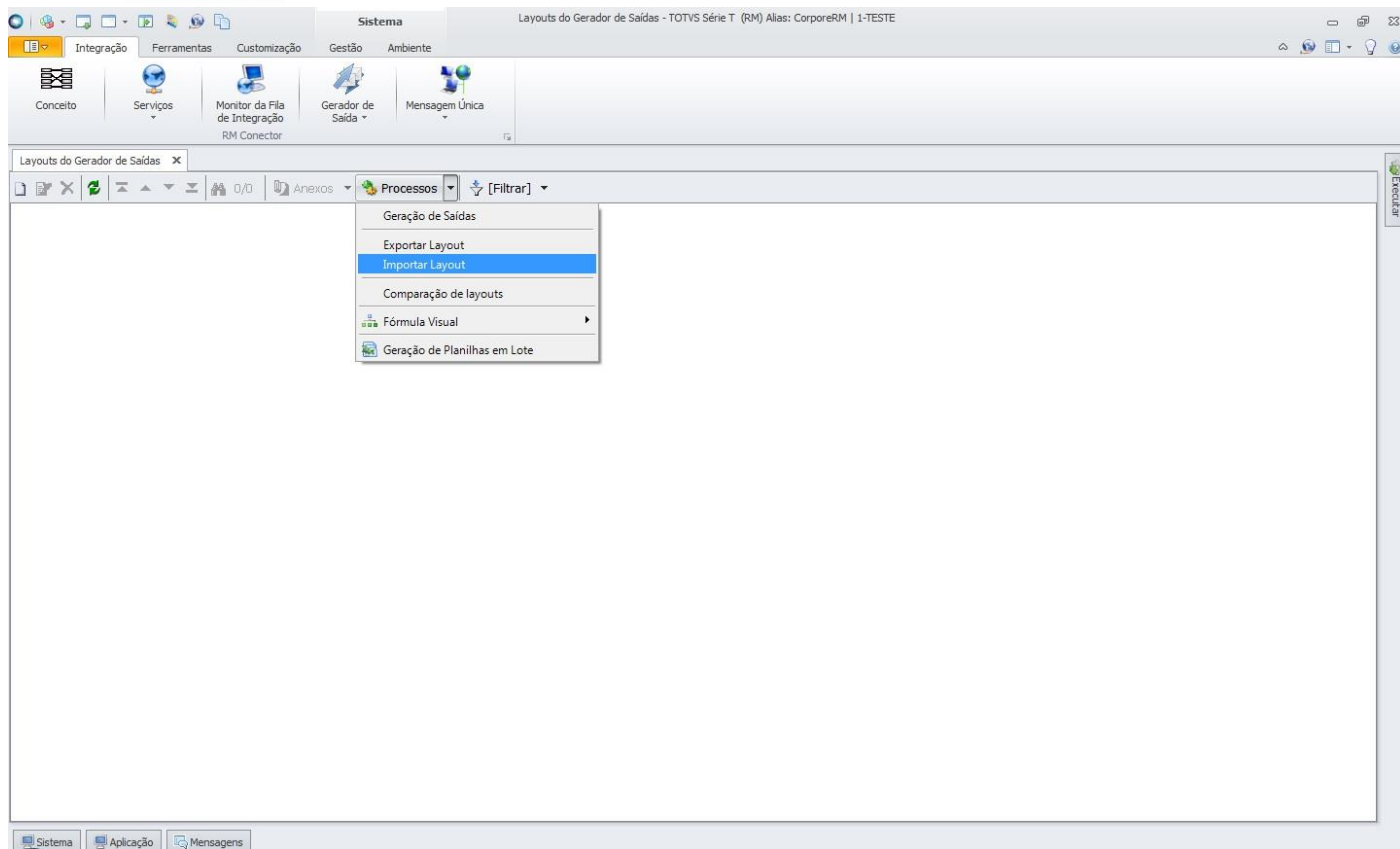 Sistema
Layouts do Gerador de Saídas - TOTVS Série T (RM) Alias: CorporeRM | 1-TESTE
Integração Ferramentas Customização Gestão Ambiente
Conceito
Serviços
Monitor da Fila
de Integração
Gerador de
Saída
Mensagem Única
RM Conector
Layouts do Gerador de Saídas X
0/0 Anexos Processos [Filtrar]
Executar
Geração de Saídas
Exportar Layout
Importar Layout
Comparação de layouts
Fórmula Visual
Geração de Planilhas em Lote
Sistema Aplicação Mensagens